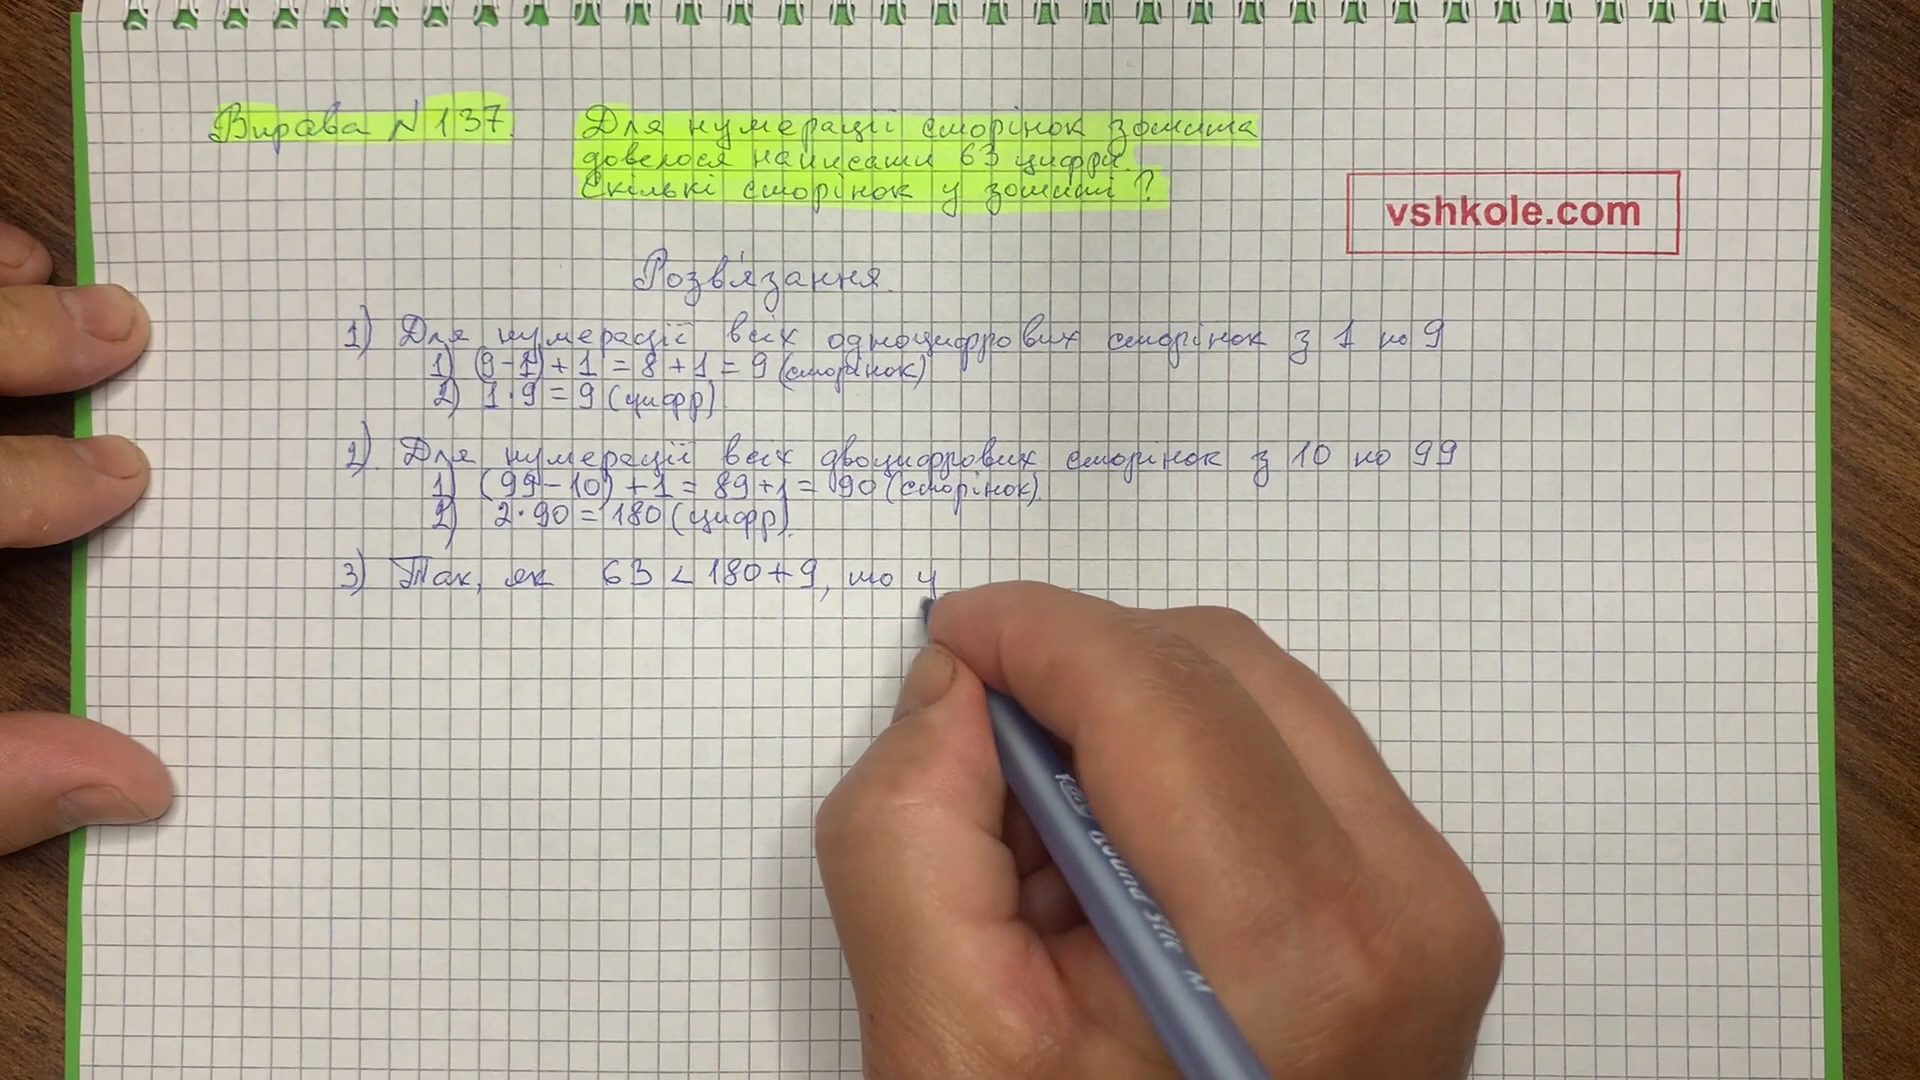 Вправа №137. Для нумерації сторінок зошита
довелося написати 63 цифри.
Скількі сторінок у зошиті?
vshkole.com
Розв'язання.
1) Для нумерації всіх одноцифрових сторінок з 1 по 9
1) (9-1)+1=8+1=9 (сторінок)
2) 1·9=9 (цифр).
2) Для нумерації всіх двоцифрових сторінок з 10 по 99
1) (99-10)+1=89+1=90 (сторінок).
2) 2·90=180 (цифр).
3) Так, як 63<180+9, то у